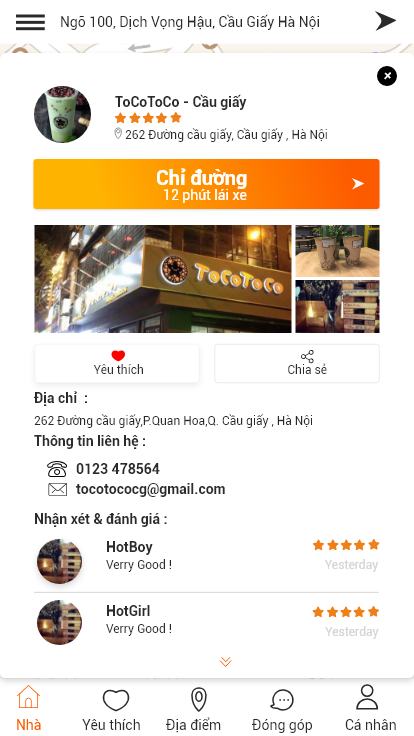 Ngõ 100, Dịch Vọng Hậu, Cầu Giấy Hà Nội
ToCoToCo - Cầu giấy
262 Đường cầu giấy, Cầu giấy , Hà Nội
Chỉ đường
12 phút lái xe
ToCoToCo
Yêu thích
Chia sẻ
Địa chỉ :
262 Đường cầu giấy,P.Quan Hoa,Q. Cầu giấy , Hà Nội
Thông tin liên hệ :
0123 478564
tocotococg@gmail.com
Nhận xét & đánh giá :
HotBoy
Verry Good !
Yesterday
HotGirl
Verry Good !
Yesterday
Nhà
Yêu thích
Địa điểm
Đóng góp
Cá nhân